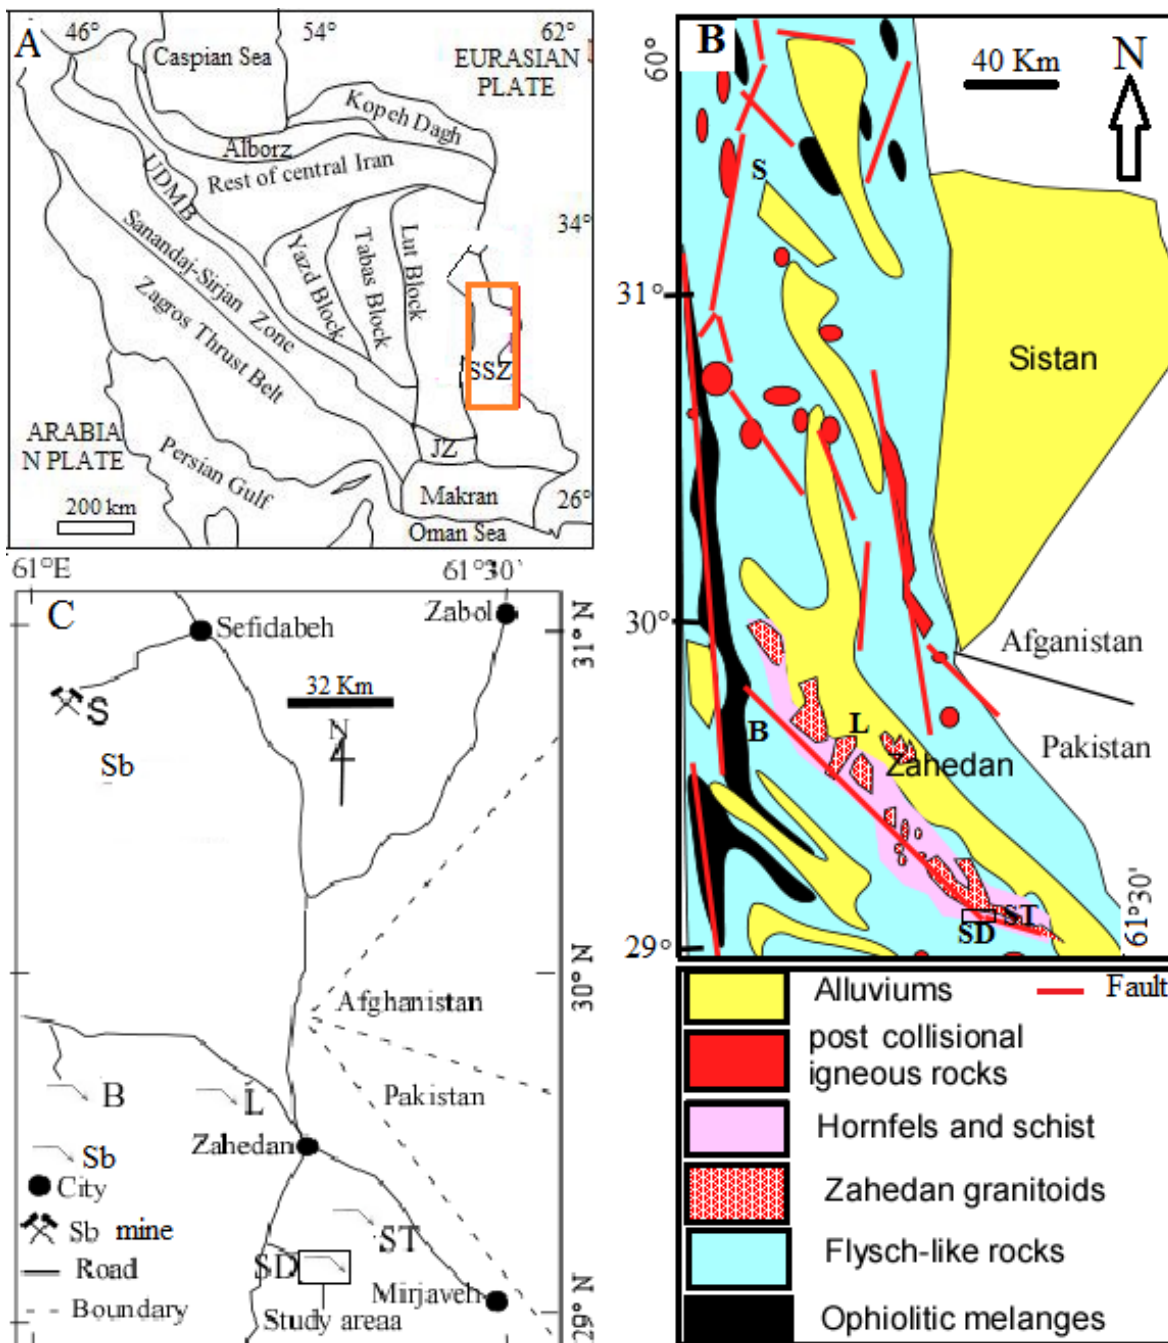 A
46°
54°
62°
Caspian Sea
EURASIAN
PLATE
Kopeh Dagh
Alborz
Rest of central Iran
UDMB
34°
Sanandaj-Sirjan Zone
Yazd Block
Tabas Block
Lut Block
Zagros Thrust Belt
SSZ
ARABIA
N PLATE
Persian Gulf
JZ
Makran
26°
200 km
Oman Sea
B
60°
40 Km
N
S
31°
Sistan
30°
Afganistan
B
L
Zahedan
Pakistan
ST
SD
29°
61°30'
61°E
61°30'
C
Sefidabeh
Zabol
31° N
S
32 Km
N
Sb
30° N
Afghanistan
B
L
Pakistan
Zahedan
Sb
City
Sb mine
ST
Road
SD
Mirjaveh
Boundary
Study areaa
29° N
Alluviums
Fault
post collisional
igneous rocks
Hornfels and schist
Zahedan granitoids
Flysch-like rocks
Ophiolitic melanges